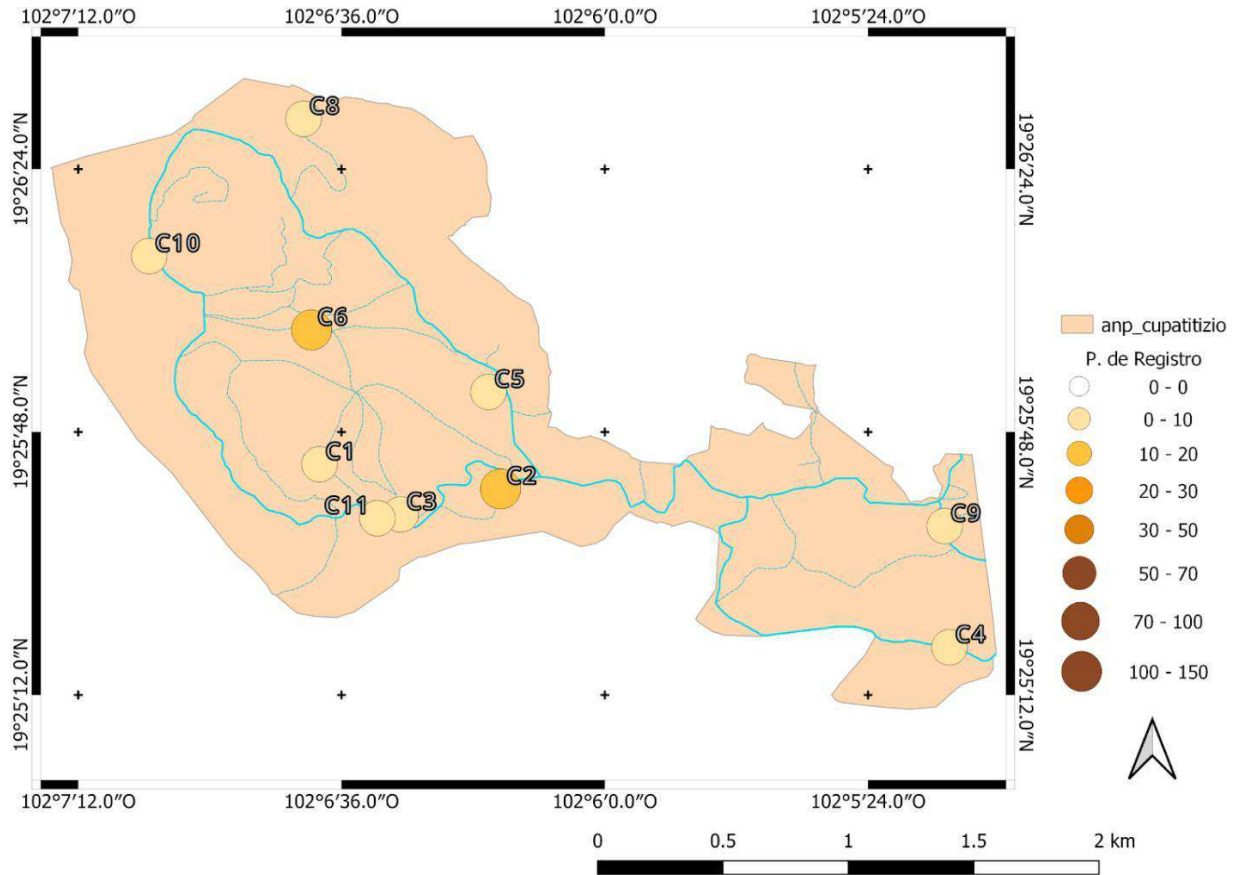 102°7'12.0"O 102°6'36.0"O 102°6'0.0"O 102°5'24.0"O
19°26'24.0"N
19°25'48.0"N
19°25'12.0"N
C8
C10
C6
C5
C1
C2
C11
C3
C9
C4
19°26'24.0"N
19°25'48.0"N
19°25'12.0"N
102°7'12.0"O 102°6'36.0"O 102°6'0.0"O 102°5'24.0"O
anp_cupatitizio
P. de Registro
0 - 0
0 - 10
10 - 20
20 - 30
30 - 50
50 - 70
70 - 100
100 - 150
0 0.5 1 1.5 2 km